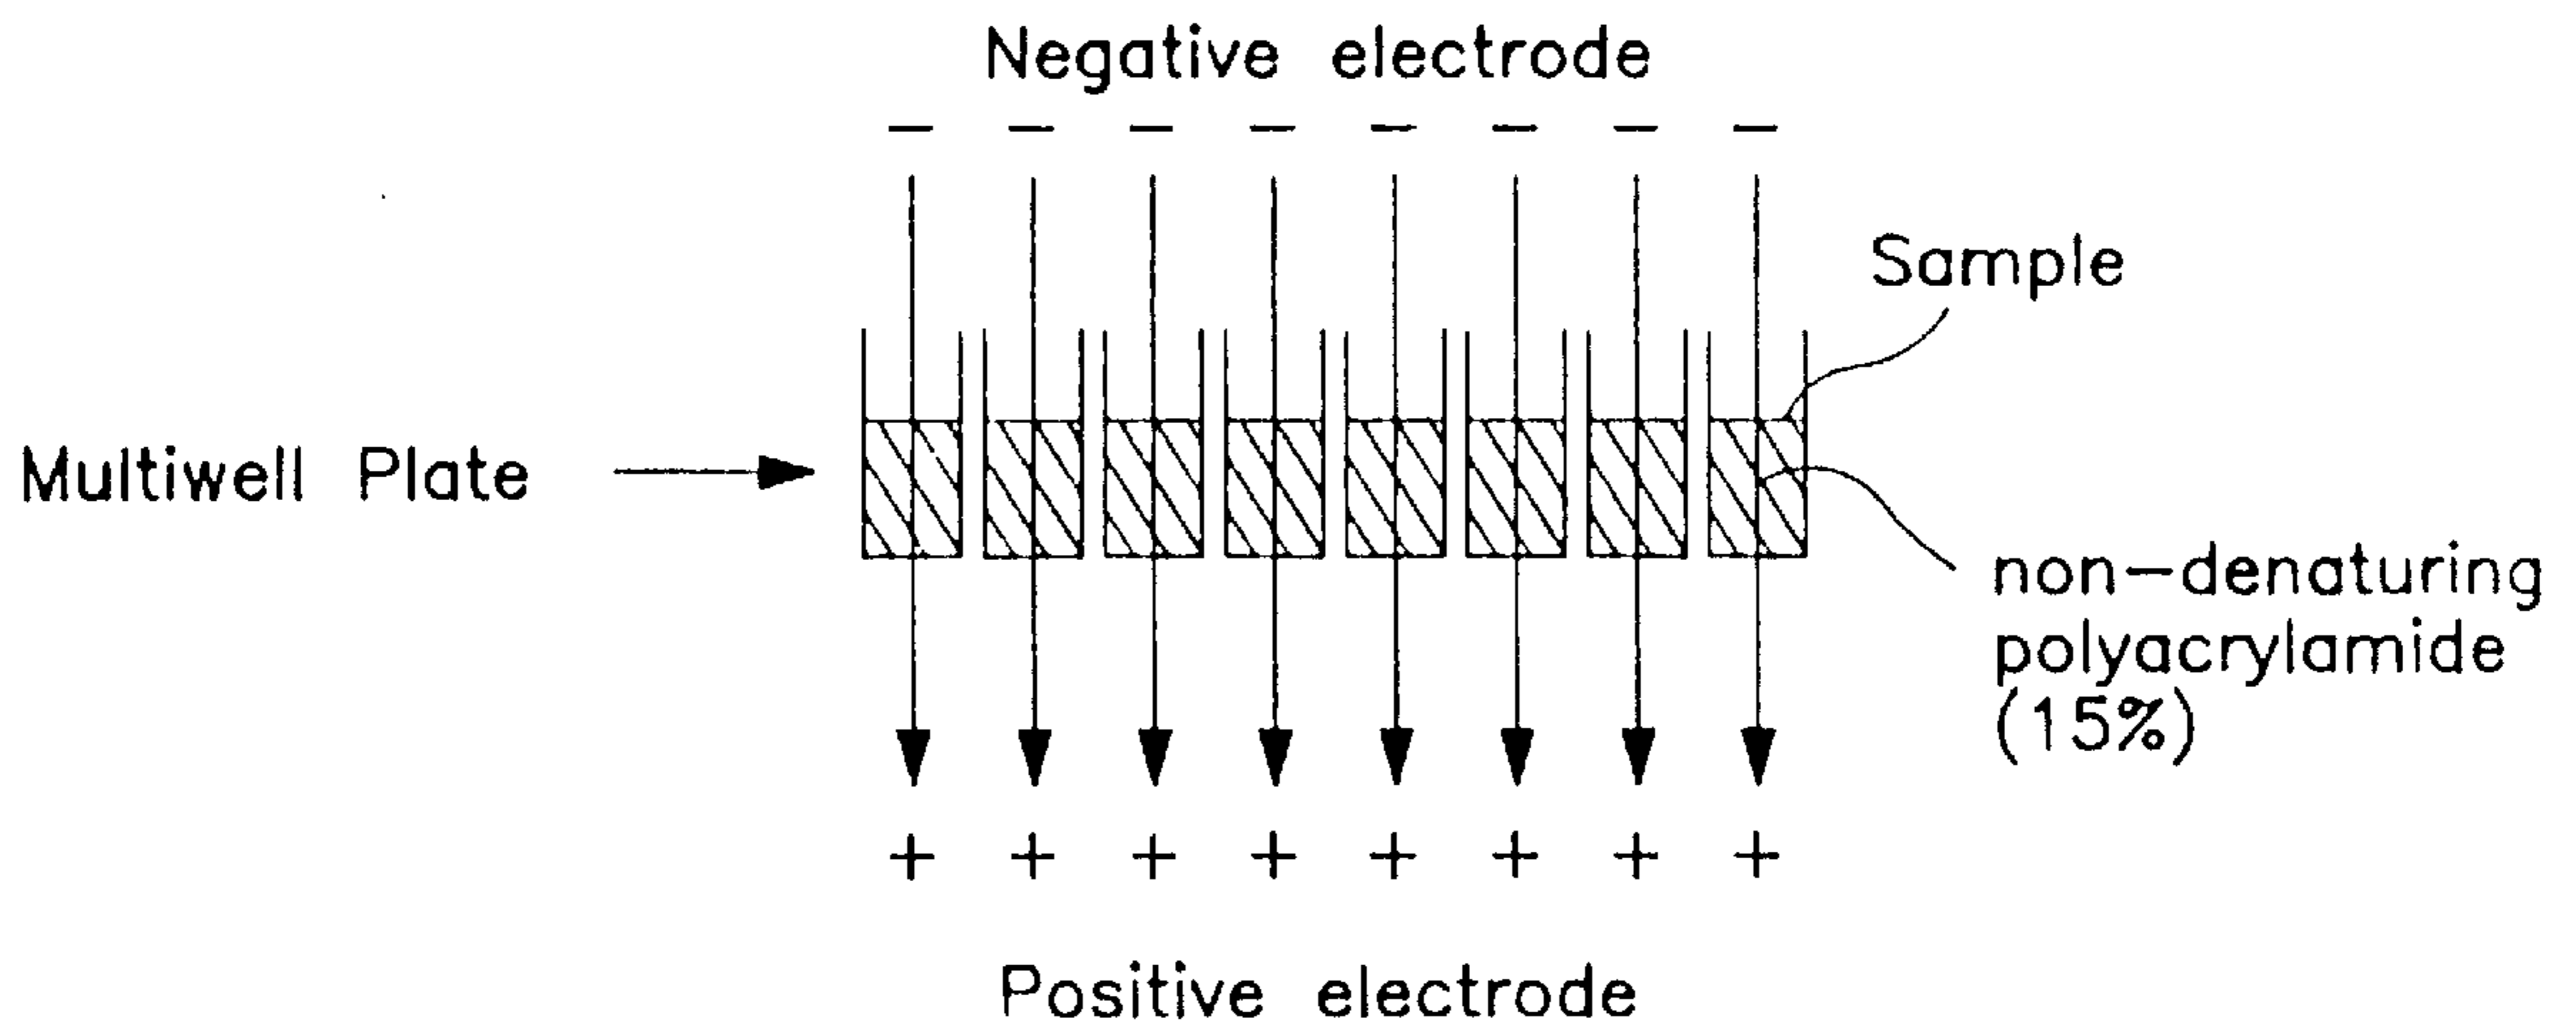 Negative electrode
- - - - - - - -
Sample
Multiwell Plate
non-denaturing
polyacrylamide
(15%)
+ + + + + + + +
Positive electrode